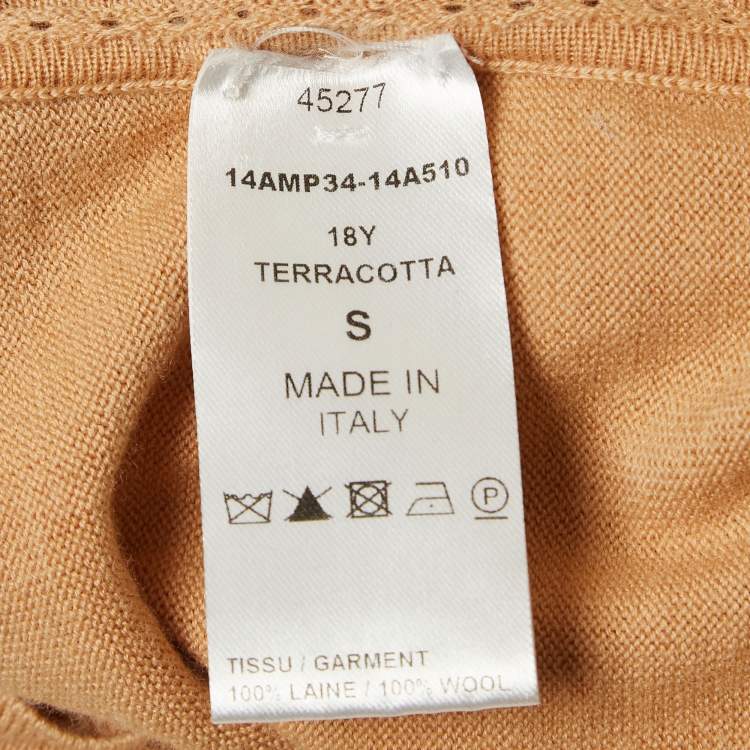 45277
14AMP34-14A510
18Y
TERRACOTTA
S
MADE IN
ITALY
P
TISSU / GARMENT
100% LAINE / 100% WOOL